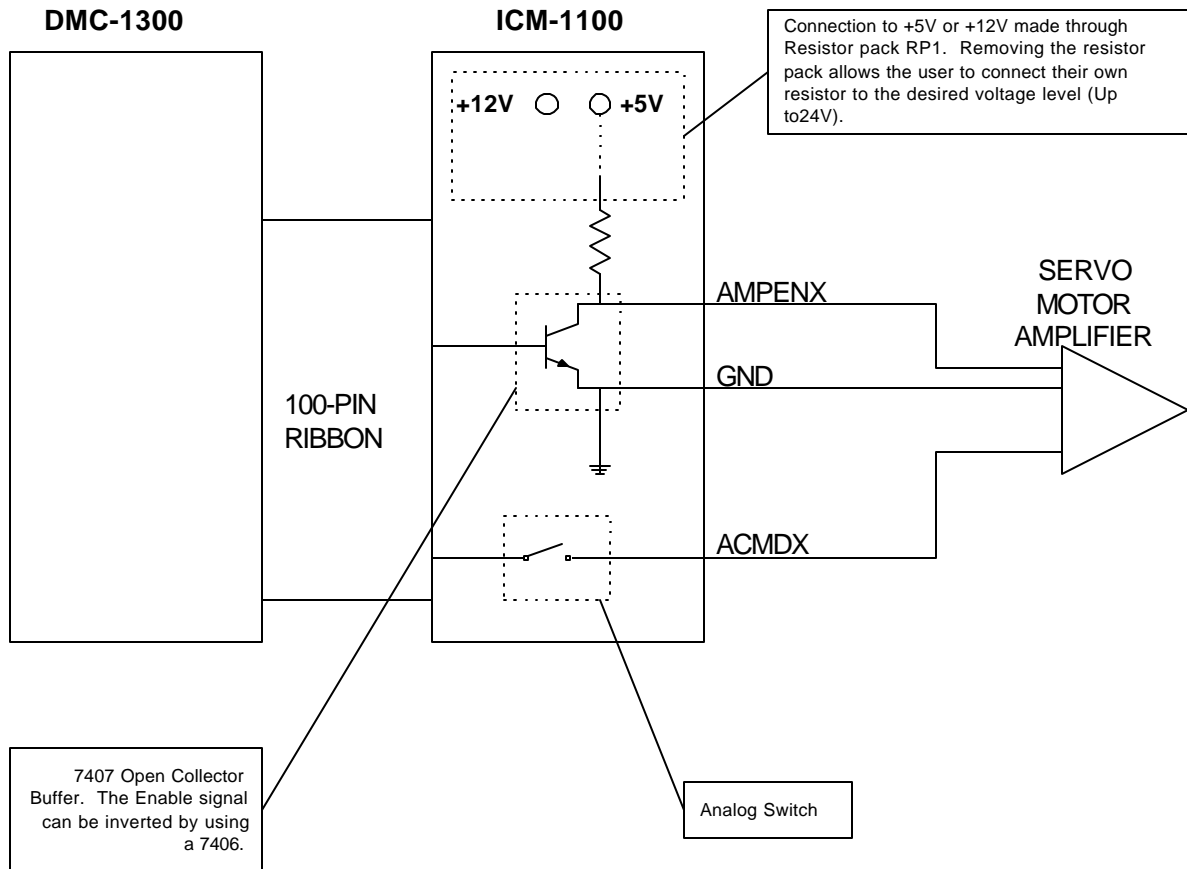 DMC-1300
ICM-1100
Connection to +5V or +12V made through
Resistor pack RP1. Removing the resistor
pack allows the user to connect their own
resistor to the desired voltage level (Up
to24V).
+12V
+5V
AMPENX
SERVO
MOTOR
AMPLIFIER
GND
100-PIN
RIBBON
ACMDX
7407 Open Collector
Buffer. The Enable signal
can be inverted by using
a 7406.
Analog Switch